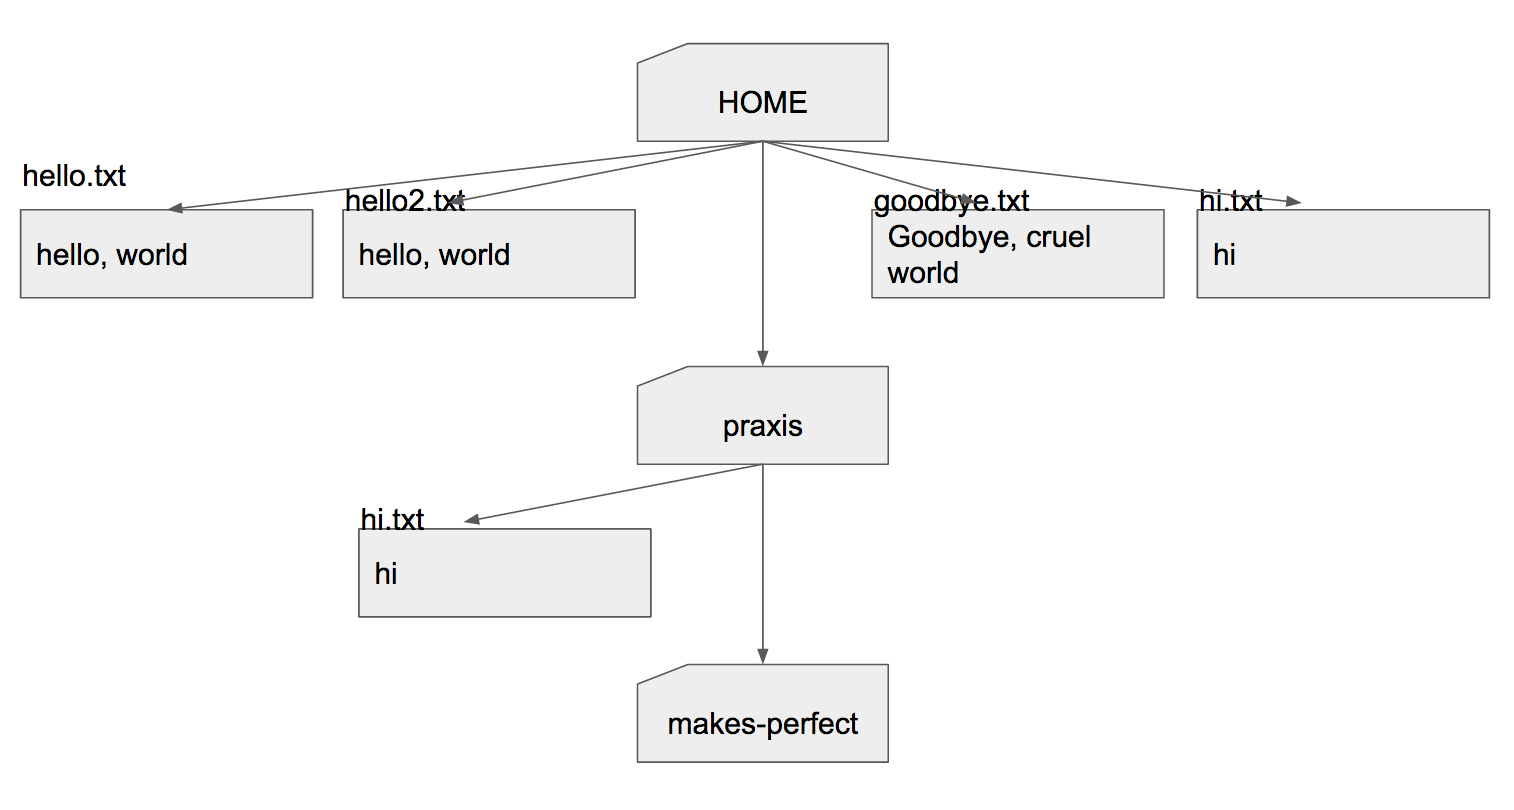 HOME
hello.txt
hello, world
hello2.txt
hello, world
goodbye.txt
Goodbye, cruel
world
hi.txt
hi
praxis
hi.txt
hi
makes-perfect